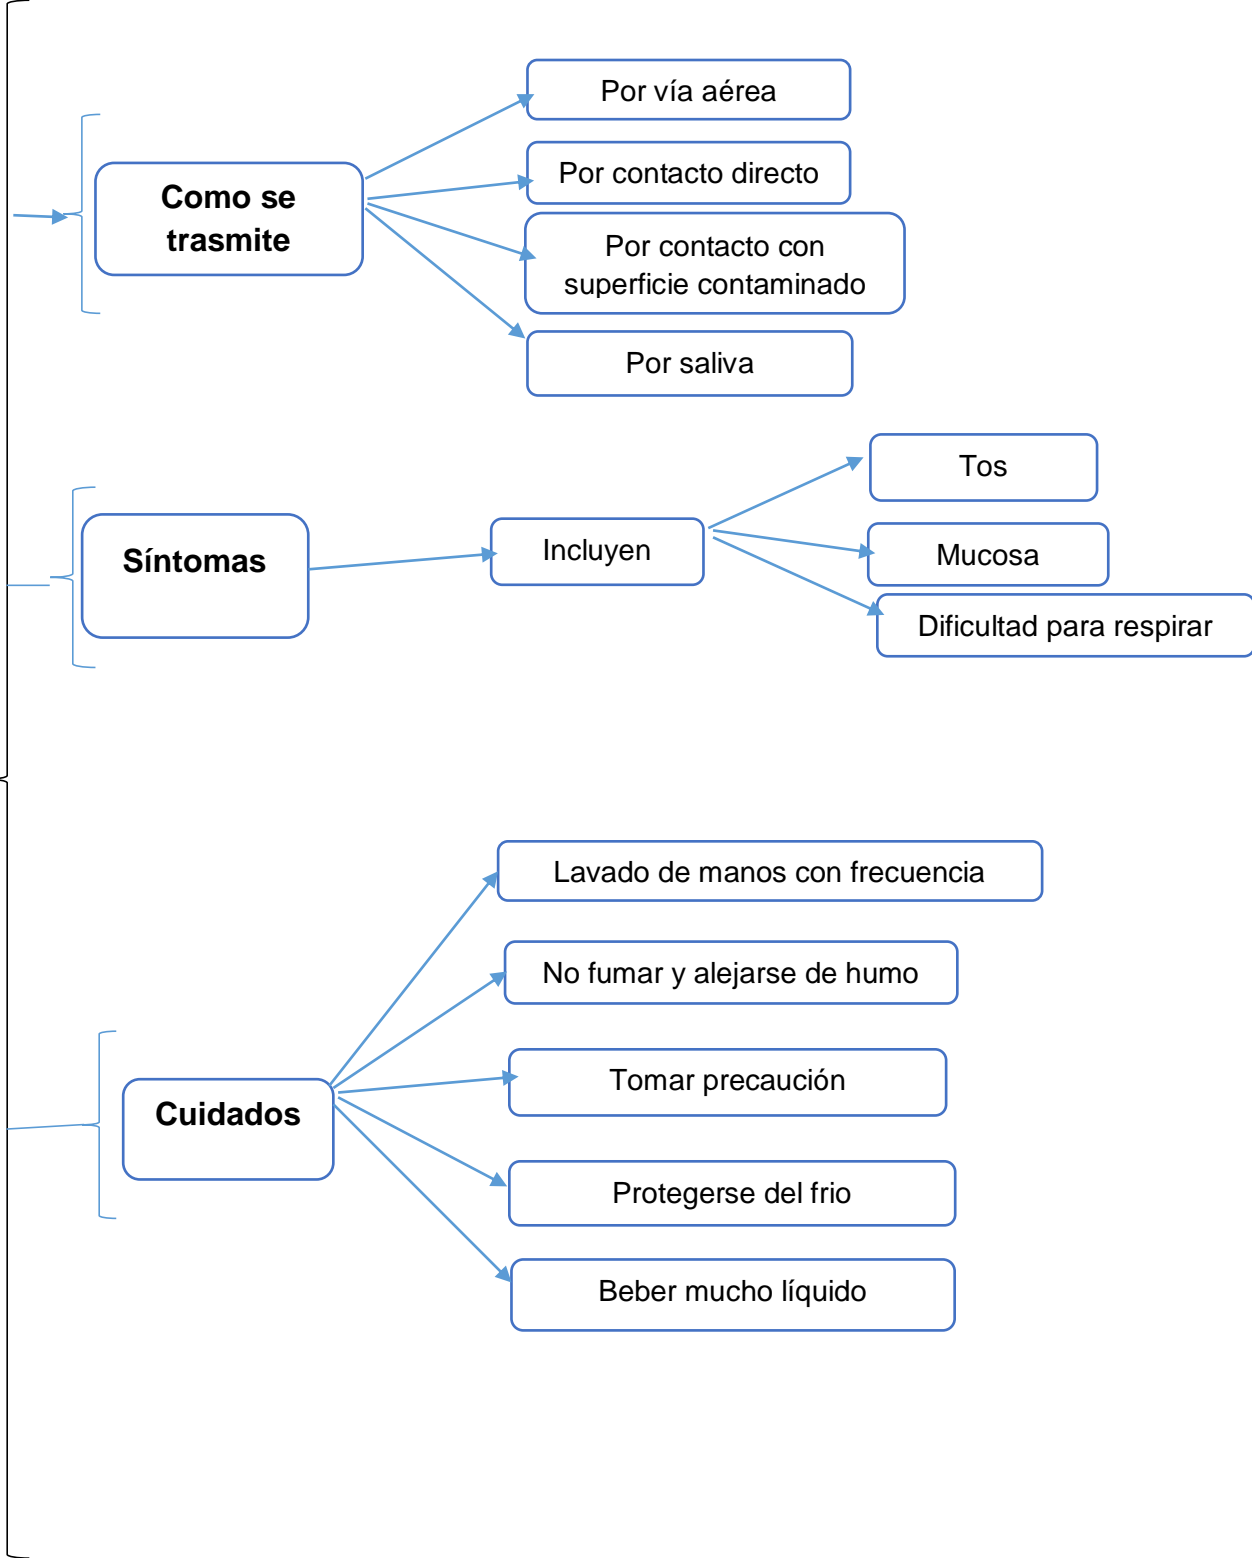 Como se
trasmite
Por vía aérea
Por contacto directo
Por contacto con
superficie contaminado
Por saliva
Síntomas
Incluyen
Tos
Mucosa
Dificultad para respirar
Cuidados
Lavado de manos con frecuencia
No fumar y alejarse de humo
Tomar precaución
Protegerse del frio
Beber mucho líquido